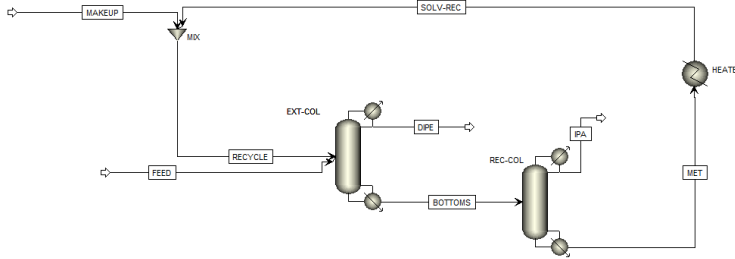 MAKEUP
SOLV-REC
MIX
HEATE
EXT-COL
DIPE
IPA
RECYCLE
REC-COL
FEED
MET
BOTTOMS